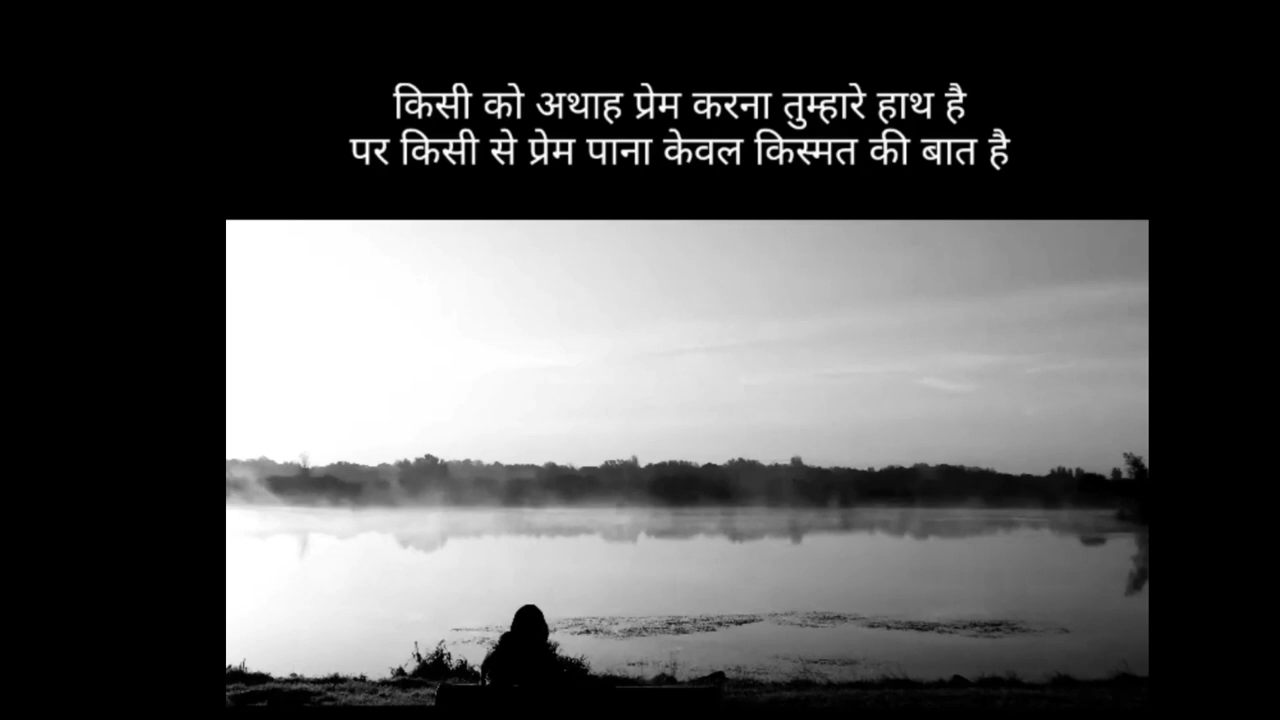 किसी को अथाह प्रेम करना तुम्हारे हाथ है
पर किसी से प्रेम पाना केवल किस्मत की बात है